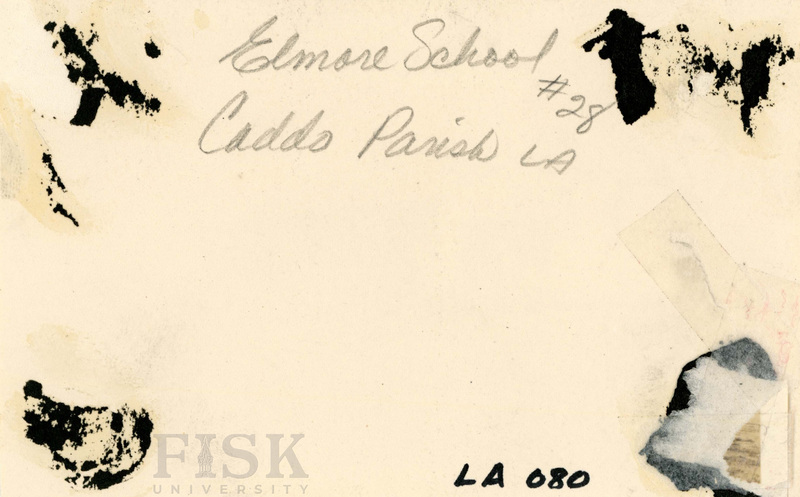 Elmore School
#28
Caddo Parish LA
LA 080
FISK
UNIVERSITY